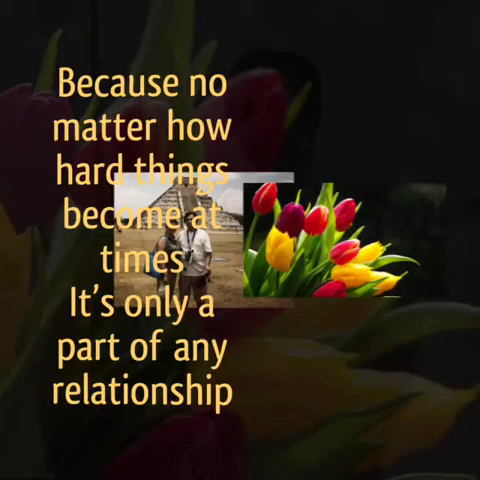 Because no
matter how
hard things
become at
times
It's only a
part of any
relationship